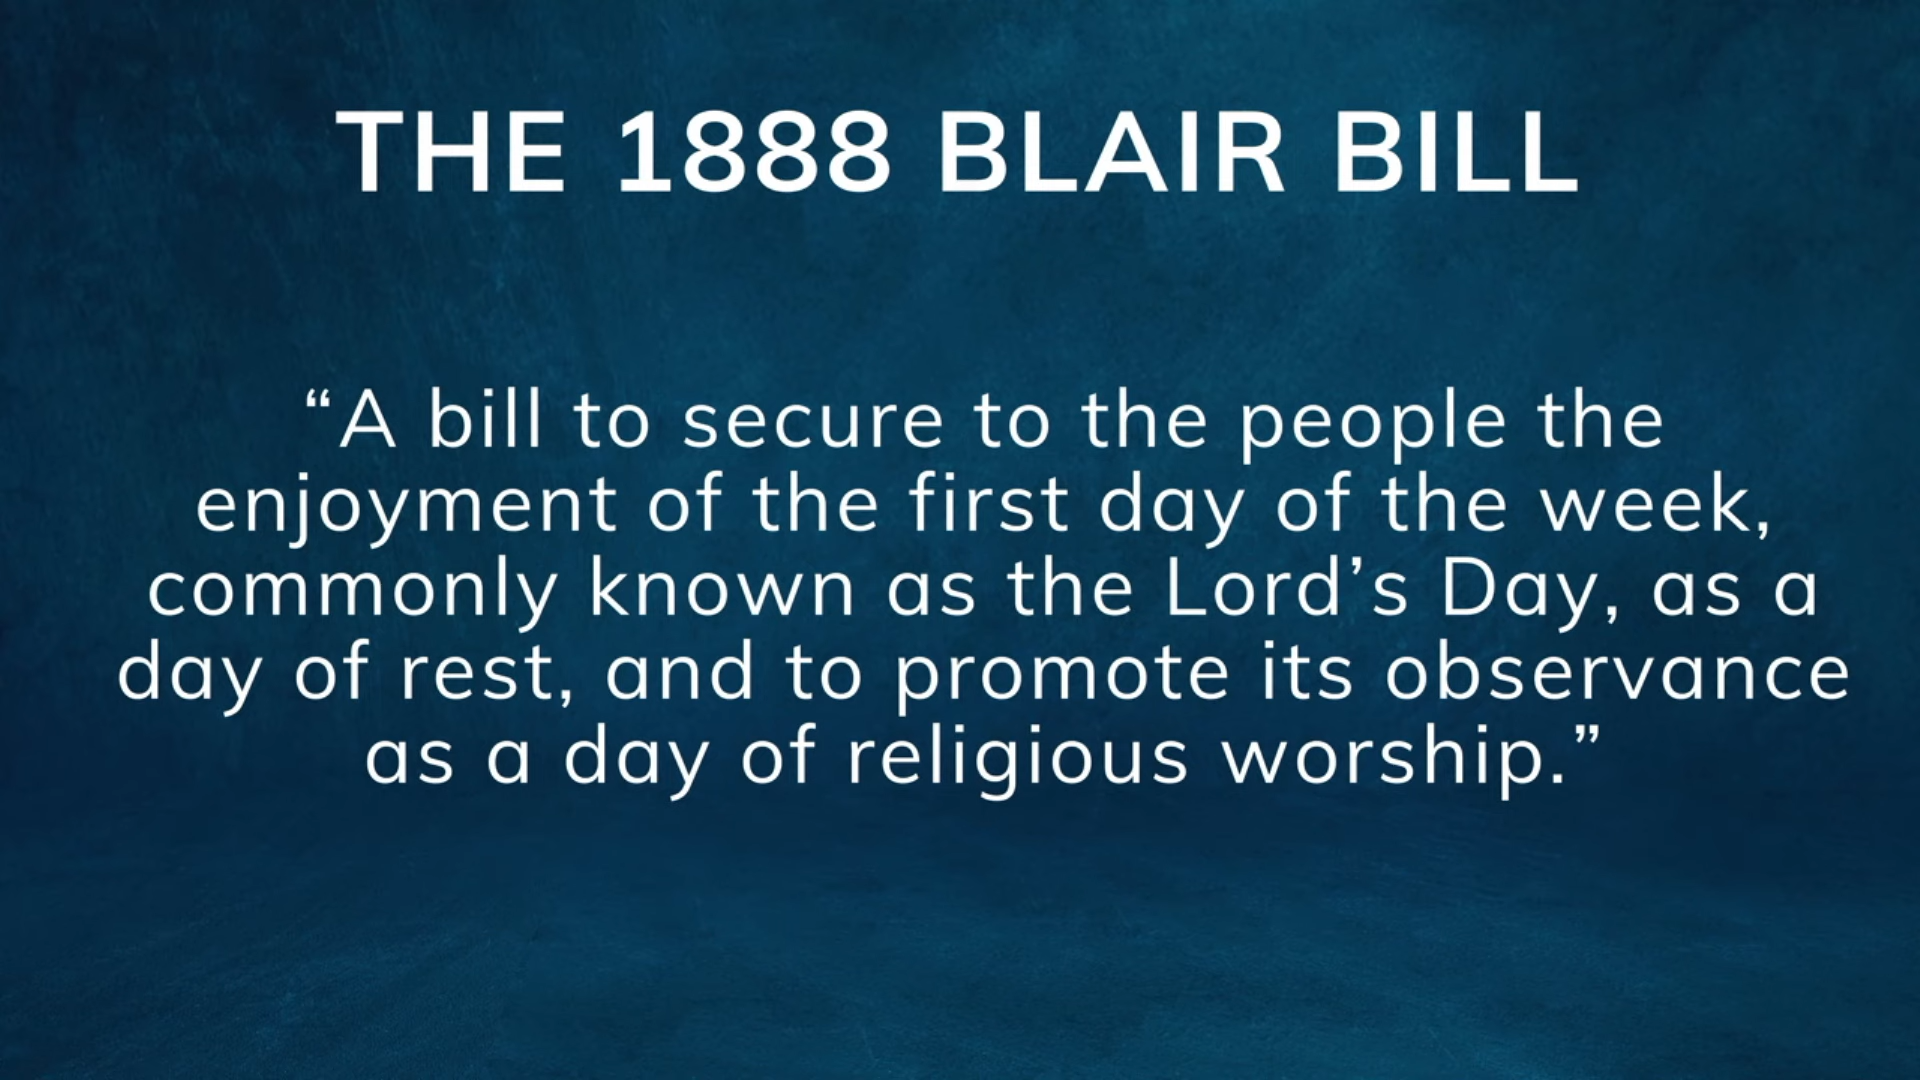 THE 1888 BLAIR BILL
“A bill to secure to the people the
enjoyment of the first day of the week,
commonly known as the Lord’s Day, as a
day of rest, and to promote its observance
as a day of religious worship.”